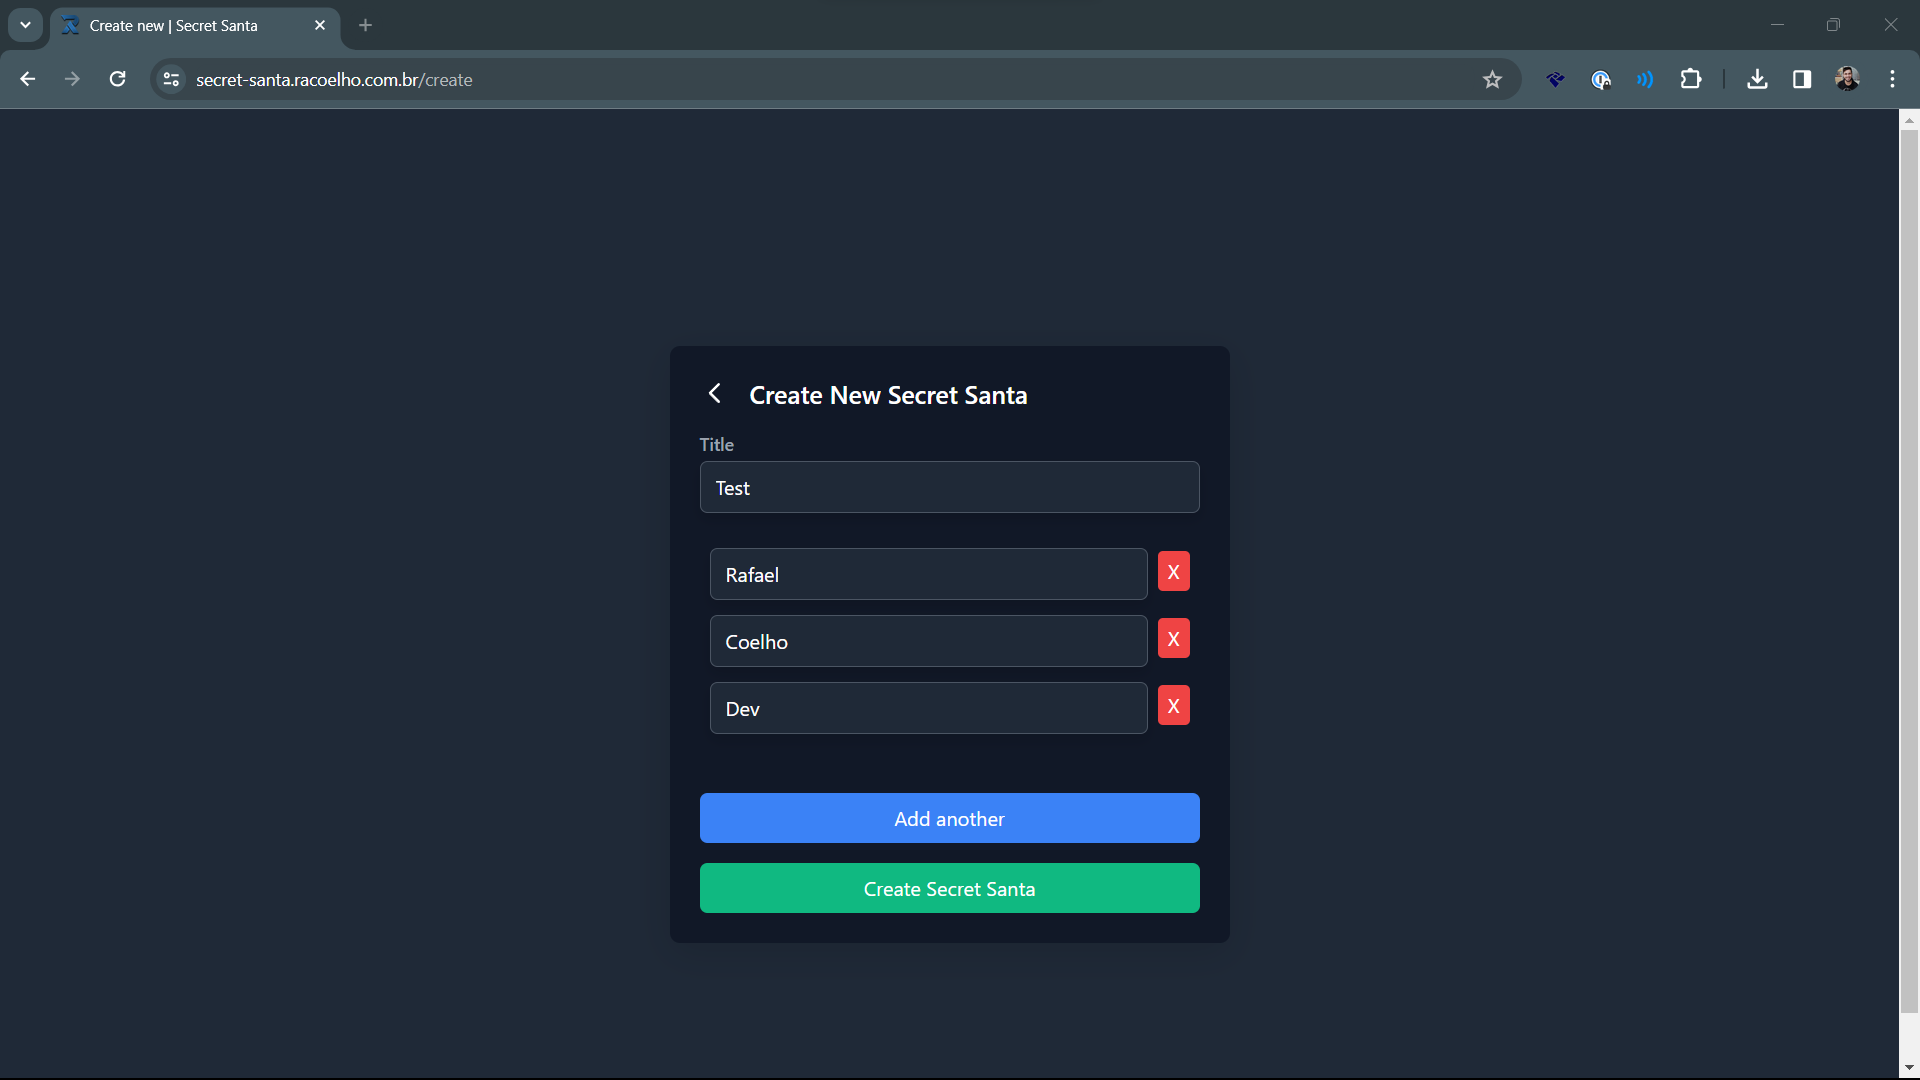 Create new | Secret Santa
secret-santa.racoelho.com.br/create
Create New Secret Santa
Title
Test
Rafael
X
Coelho
X
Dev
X
Add another
Create Secret Santa